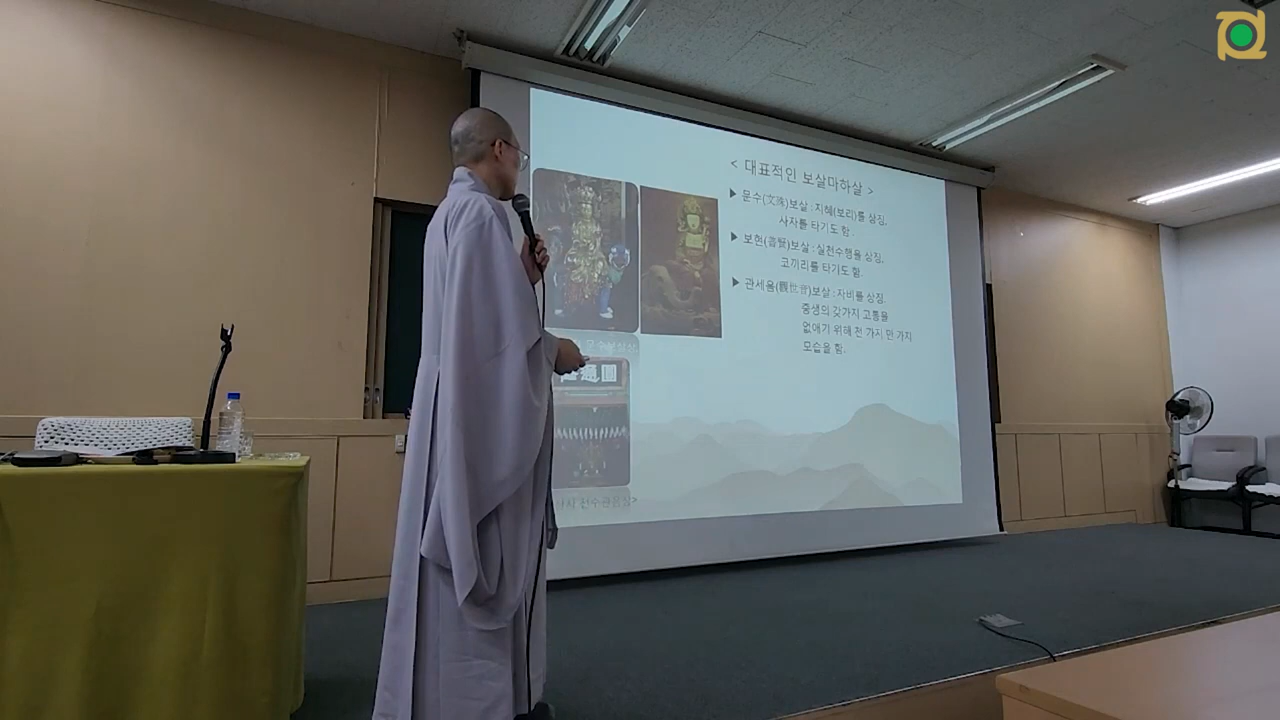 < 대표적인 보살마하살 >
▶ 문수(文殊)보살 : 지혜(보리)를 상징.
사자를 타기도 함.
▶ 보현(普賢)보살 : 실천수행을 상징.
코끼리를 타기도 함.
▶ 관세음(觀世音)보살 : 자비를 상징.
중생의 갖가지 고통을
없애기 위해 천 가지 만 가지
모습을 함.
通圓